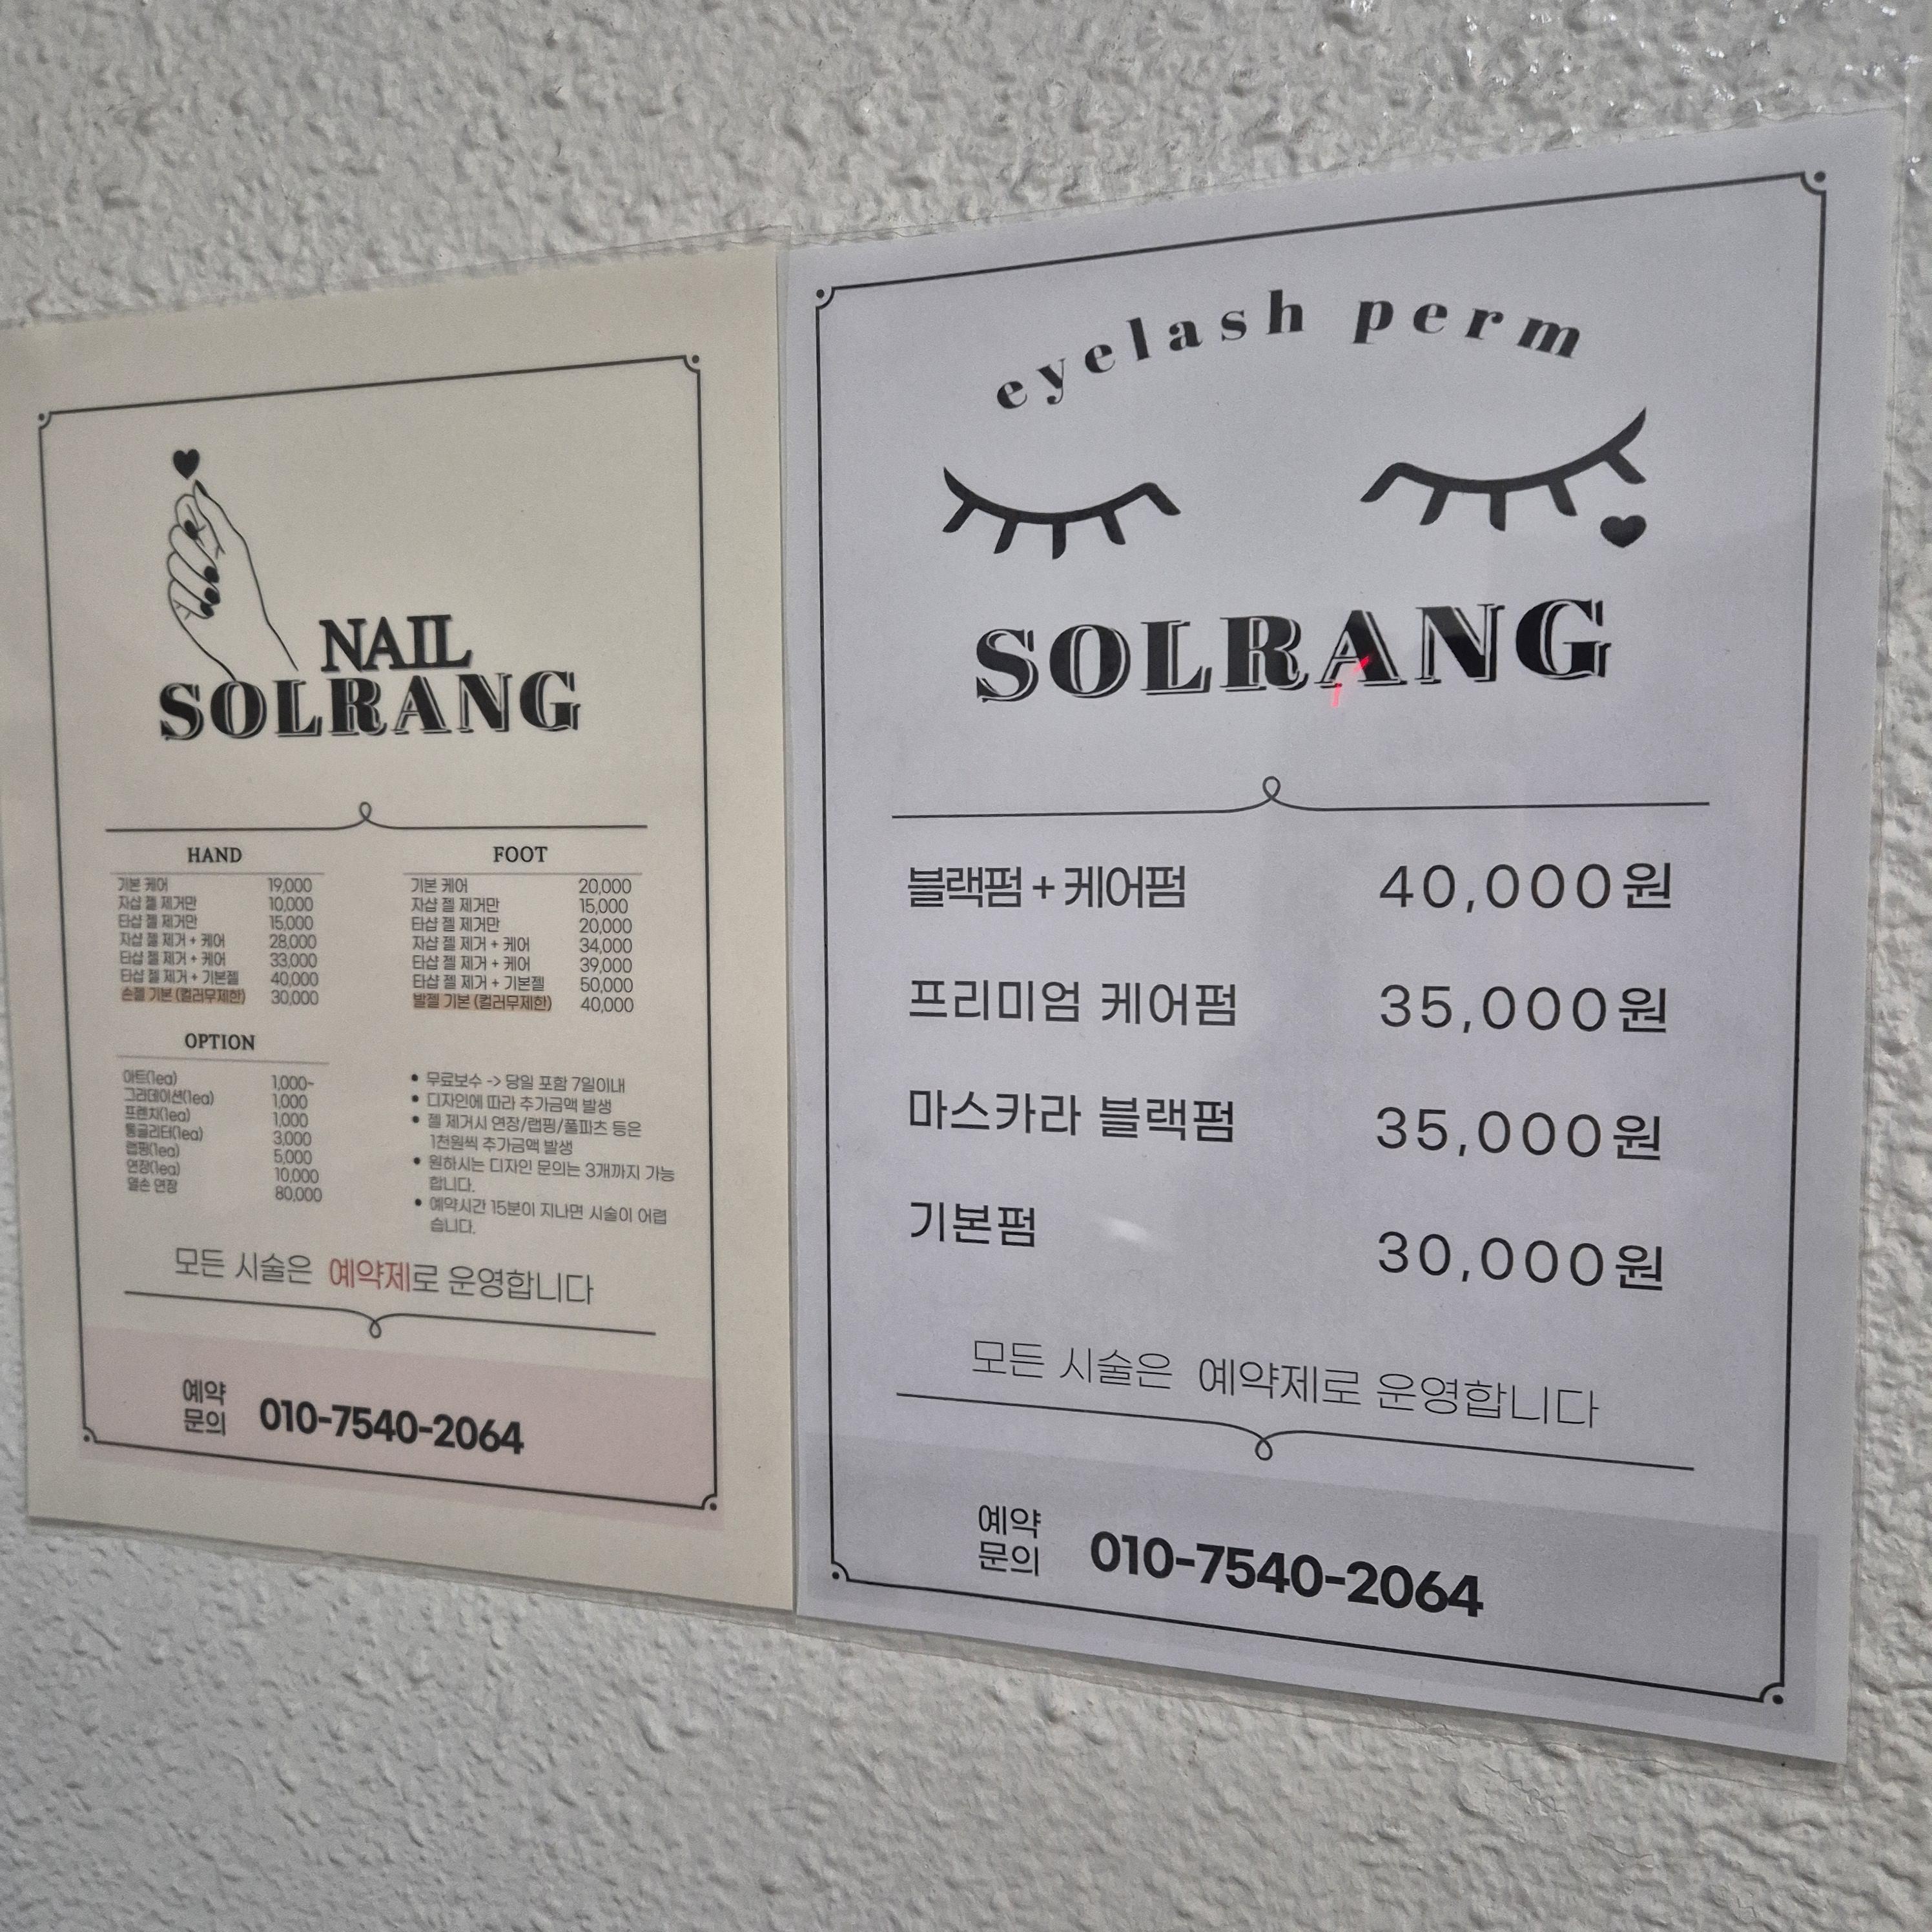 NAIL
SOLRANG
HAND
기본 케어 19,000
자샵 젤 제거만 10,000
타샵 젤 제거만 15,000
자샵 젤 제거 + 케어 28,000
타샵 젤 제거 + 케어 33,000
타샵 젤 제거 + 기본젤 40,000
손젤 기본 (컬러무제한) 30,000
FOOT
기본 케어 20,000
자샵 젤 제거만 15,000
타샵 젤 제거만 20,000
자샵 젤 제거 + 케어 34,000
타샵 젤 제거 + 케어 39,000
타샵 젤 제거 + 기본젤 50,000
발젤 기본 (컬러무제한) 40,000
OPTION
아트(1ea) 1,000~
그라데이션(1ea) 1,000
프렌치(1ea) 1,000
통글리터(1ea) 3,000
랩핑(1ea) 5,000
연장(1ea) 10,000
열손 연장 80,000
• 무료보수 -> 당일 포함 7일이내
• 디자인에 따라 추가금액 발생
• 젤 제거시 연장/랩핑/풀파츠 등은
1천원씩 추가금액 발생
• 원하시는 디자인 문의는 3개까지 가능
합니다.
• 예약시간 15분이 지나면 시술이 어렵
습니다.
모든 시술은 예약제로 운영합니다
예약
문의 010-7540-2064
eyelash perm
SOLRANG
블랙펌 + 케어펌 40,000원
프리미엄 케어펌 35,000원
마스카라 블랙펌 35,000원
기본펌 30,000원
모든 시술은 예약제로 운영합니다
예약
문의 010-7540-2064